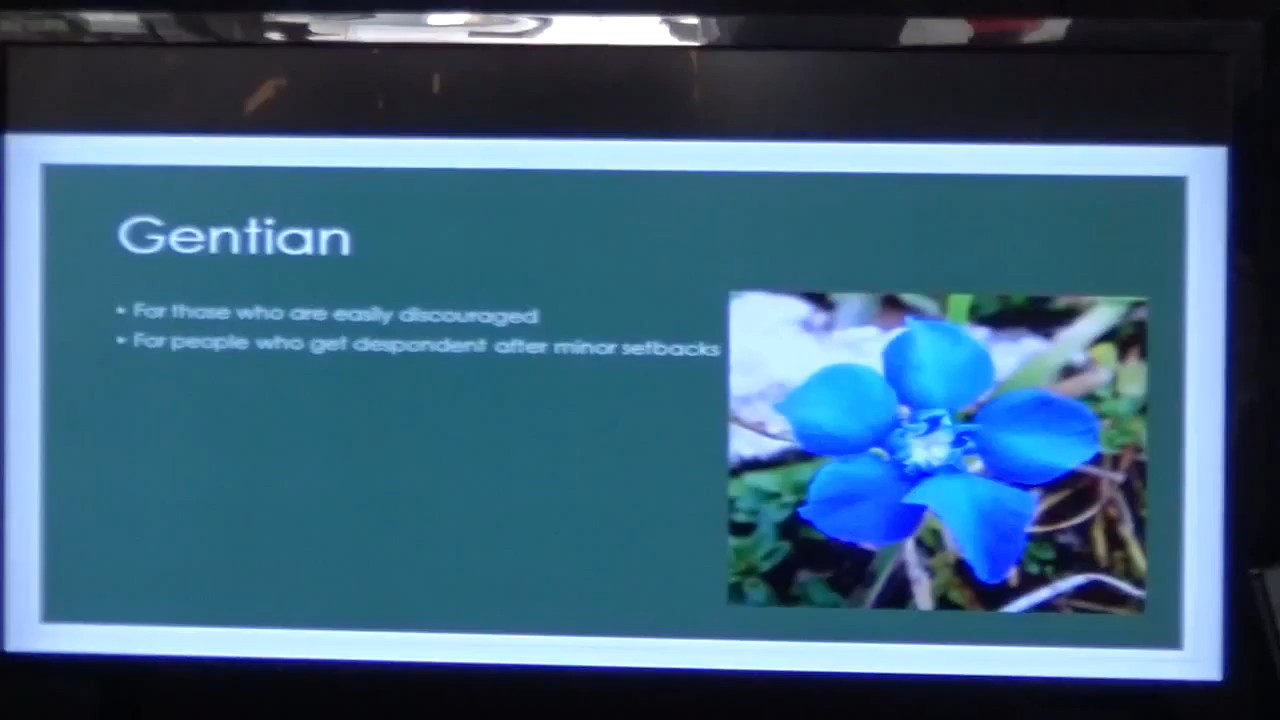 Gentian
• For those who are easily discouraged
• For people who get despondent after minor setbacks